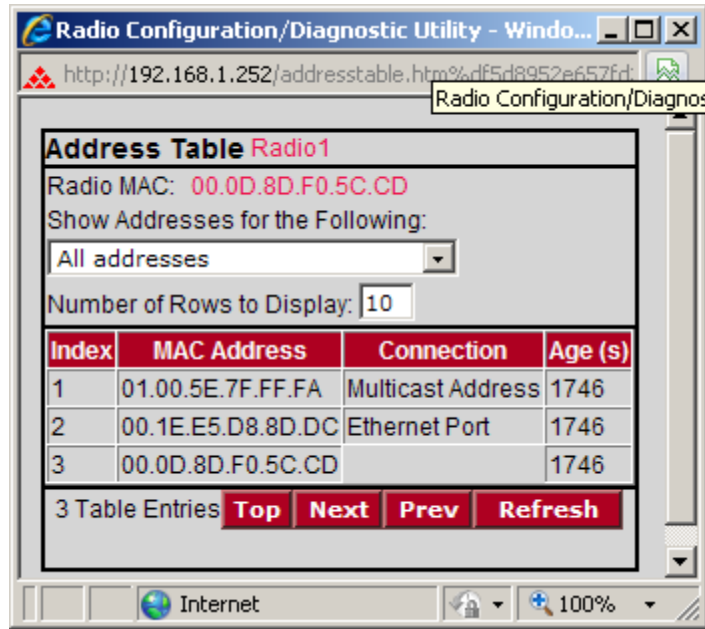 Radio Configuration/Diagnostic Utility - Windo...
http://192.168.1.252/addresstable.htm%df5d8952e657fd
Radio Configuration/Diagnos
Address Table Radio1
Radio MAC: 00.0D.8D.F0.5C.CD
Show Addresses for the Following:
All addresses
Number of Rows to Display: 10
Index MAC Address Connection Age (s)
1 01.00.5E.7F.FF.FA Multicast Address 1746
2 00.1E.E5.D8.8D.DC Ethernet Port 1746
3 00.0D.8D.F0.5C.CD 1746
3 Table Entries Top Next Prev Refresh
Internet 100%